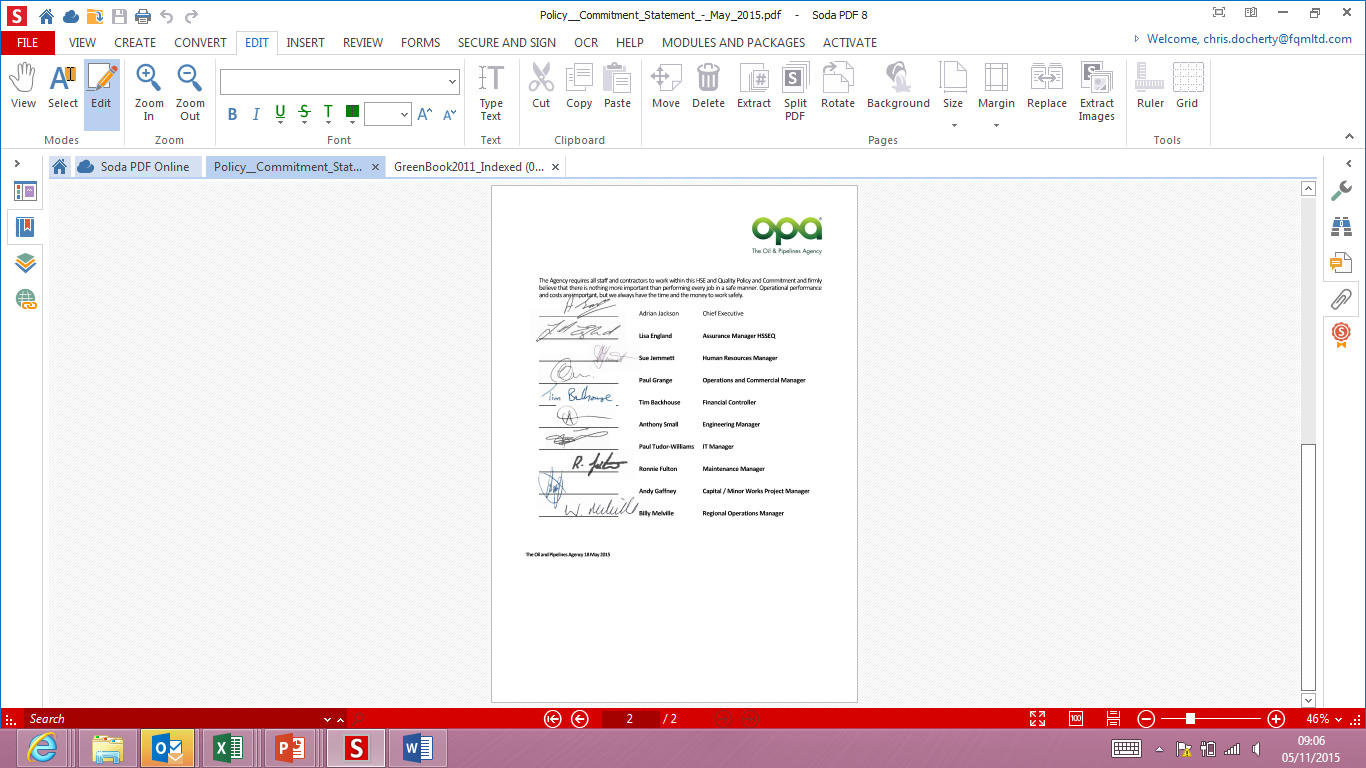 Policy__Commitment_Statement_-_May_2015.pdf - Soda PDF 8
FILE VIEW CREATE CONVERT EDIT INSERT REVIEW FORMS SECURE AND SIGN OCR HELP MODULES AND PACKAGES ACTIVATE Welcome, chris.docherty@fqmltd.com
View Select Edit Zoom In Zoom Out Type Text Cut Copy Paste Move Delete Extract Split PDF Rotate Background Size Margin Replace Extract Images Ruler Grid
Modes Zoom Font Text Clipboard Pages Tools
Soda PDF Online Policy__Commitment_Stat... GreenBook2011_Indexed (0...
opa
The Oil & Pipelines Agency
The Agency requires all staff and contractors to work within this HSE and Quality Policy and Commitment and firmly
believe that there is nothing more important than performing every job in a safe manner. Operational performance
and costs are important, but we always have the time and the money to work safely.
Adrian Jackson Chief Executive
Lisa England Assurance Manager HSSEQ
Sue Jemmett Human Resources Manager
Paul Grange Operations and Commercial Manager
Tim Backhouse Tim Backhouse Financial Controller
Anthony Small Engineering Manager
Paul Tudor-Williams IT Manager
R. Fulton Ronnie Fulton Maintenance Manager
Andy Gaffney Capital / Minor Works Project Manager
W. Melville Billy Melville Regional Operations Manager
The Oil and Pipelines Agency 18 May 2015
Search 2 / 2 100 46%
09:06
05/11/2015